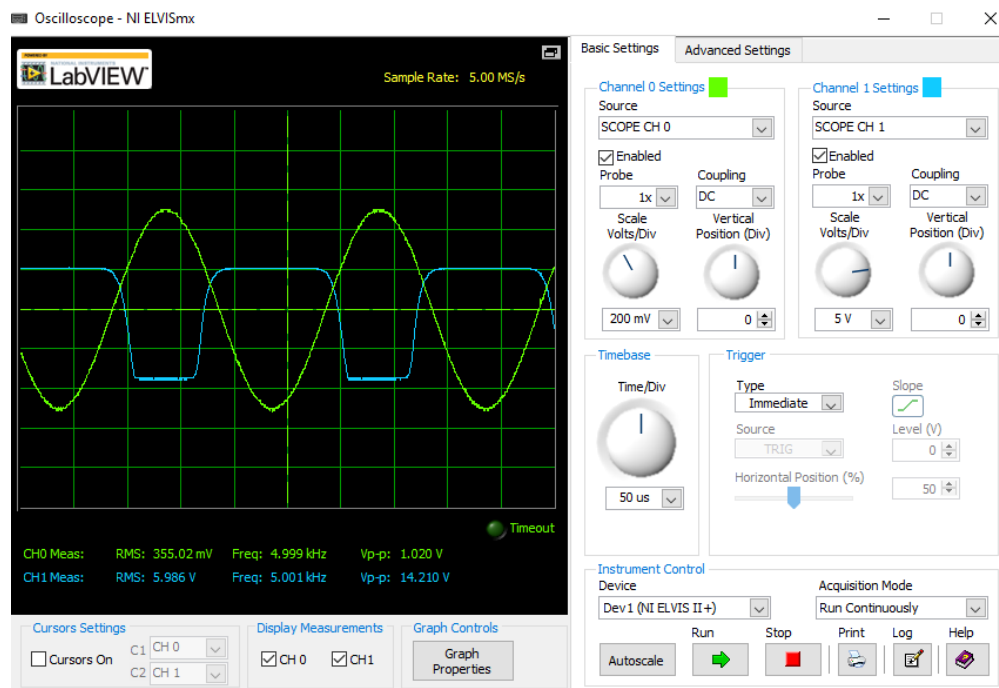 Oscilloscope - NI ELVISmx
POWERED BY
NATIONAL INSTRUMENTS
LabVIEW™
Sample Rate: 5.00 MS/s
Timeout
CH0 Meas: RMS: 355.02 mV Freq: 4.999 kHz Vp-p: 1.020 V
CH1 Meas: RMS: 5.986 V Freq: 5.001 kHz Vp-p: 14.210 V
Cursors Settings
Cursors On
C1 CH 0
C2 CH 1
Display Measurements
CH 0 CH1
Graph Controls
Graph
Properties
Basic Settings Advanced Settings
Channel 0 Settings
Source
SCOPE CH 0
Enabled
Probe Coupling
1x DC
Scale Vertical
Volts/Div Position (Div)
200 mV 0
Channel 1 Settings
Source
SCOPE CH 1
Enabled
Probe Coupling
1x DC
Scale Vertical
Volts/Div Position (Div)
5 V 0
Timebase
Time/Div
50 us
Trigger
Type Slope
Immediate
Source Level (V)
TRIG 0
Horizontal Position (%)
50
Instrument Control
Device Acquisition Mode
Dev1 (NI ELVIS II+) Run Continuously
Run Stop Print Log Help
Autoscale